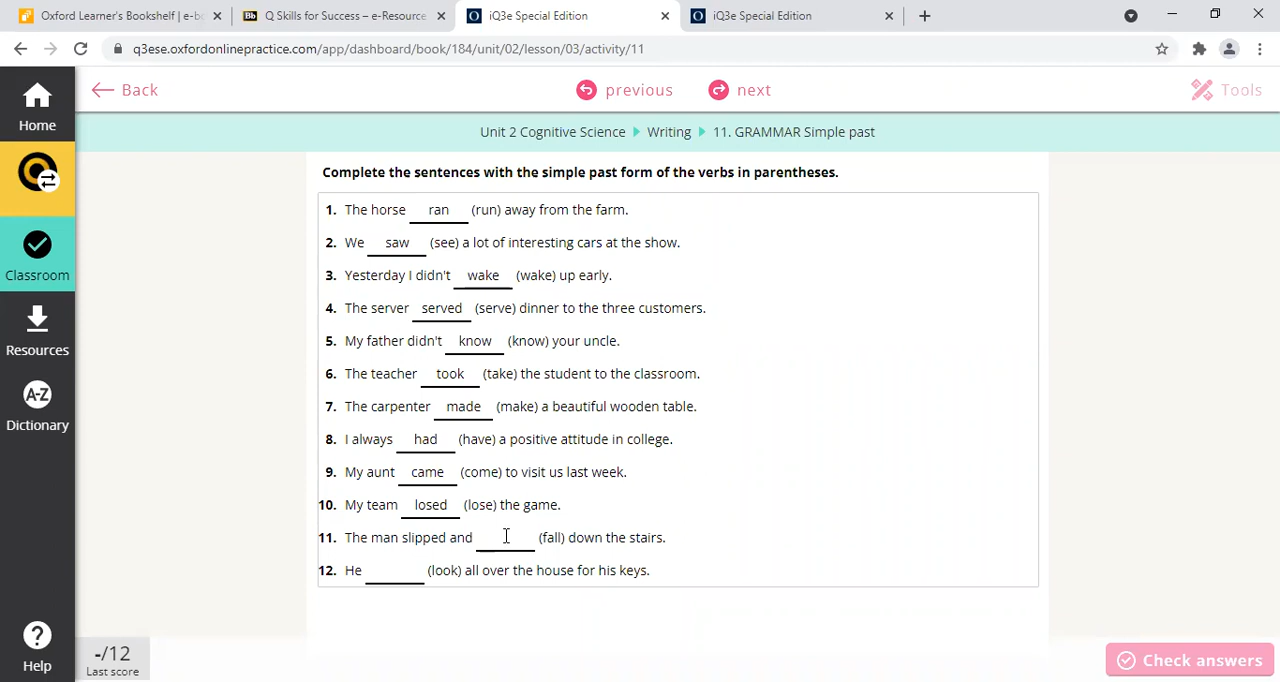 Oxford Learner's Bookshelf | e-bo
Q Skills for Success – e-Resource
iQ3e Special Edition
iQ3e Special Edition
q3ese.oxfordonlinepractice.com/app/dashboard/book/184/unit/02/lesson/03/activity/11
Home
Back
previous
next
Tools
Unit 2 Cognitive Science Writing 11. GRAMMAR Simple past
Complete the sentences with the simple past form of the verbs in parentheses.
1. The horse ran (run) away from the farm.
2. We saw (see) a lot of interesting cars at the show.
3. Yesterday I didn't wake (wake) up early.
4. The server served (serve) dinner to the three customers.
5. My father didn't know (know) your uncle.
6. The teacher took (take) the student to the classroom.
7. The carpenter made (make) a beautiful wooden table.
8. I always had (have) a positive attitude in college.
9. My aunt came (come) to visit us last week.
10. My team losed (lose) the game.
11. The man slipped and (fall) down the stairs.
12. He (look) all over the house for his keys.
Classroom
Resources
A-Z
Dictionary
Help
-/12
Last score
Check answers